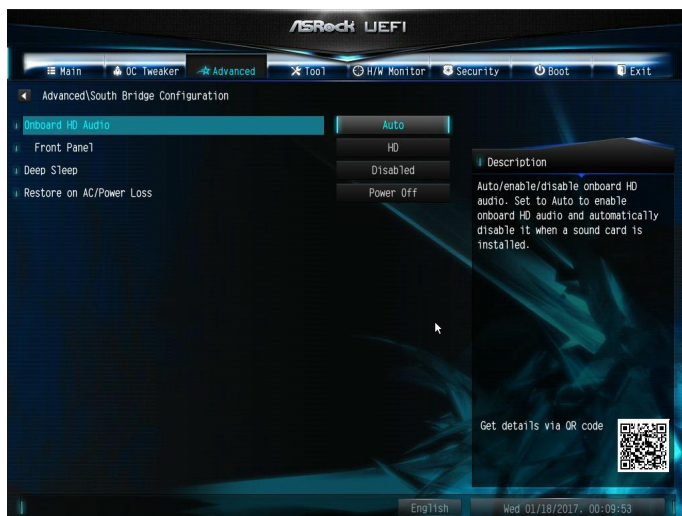 ASRock UEFI
Main OC Tweaker Advanced Tool H/W Monitor Security Boot Exit
Advanced\South Bridge Configuration
Onboard HD Audio Auto
Front Panel HD
Deep Sleep Disabled
Restore on AC/Power Loss Power Off
Description
Auto/enable/disable onboard HD
audio. Set to Auto to enable
onboard HD audio and automatically
disable it when a sound card is
installed.
Get details via QR code
English Wed 01/18/2017. 00:09:53